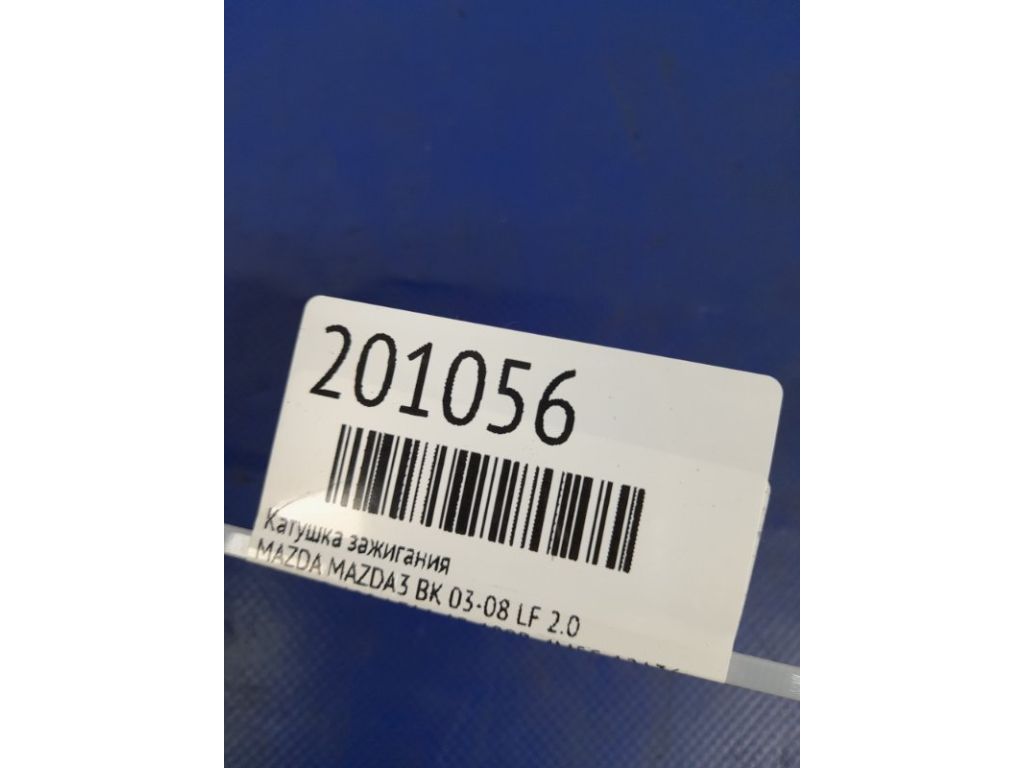 201056
Катушка зажигания
MAZDA MAZDA3 BK 03-08 LF 2.0